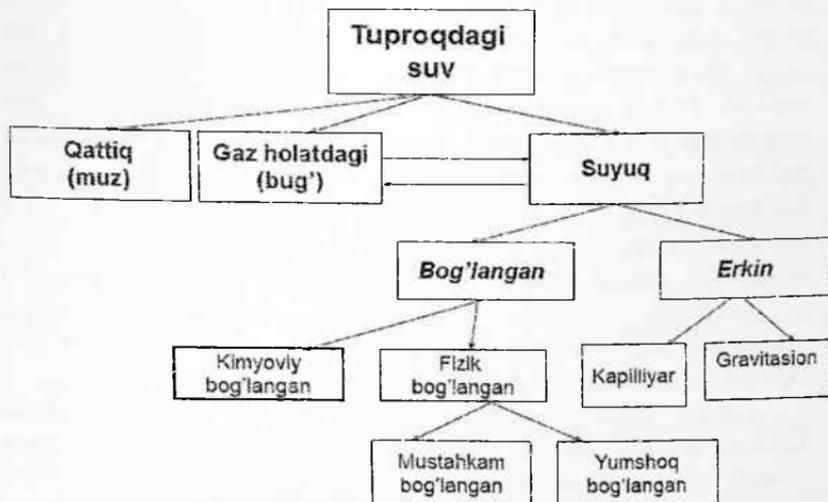 Tuproqdagi
suv
Qattiq
(muz)
Gaz holatdagi
(bug')
Suyuq
Bog'langan
Erkin
Kimyoviy
bog'langan
Fizik
bog'langan
Kapilliyar
Gravitasion
Mustahkam
bog'langan
Yumshoq
bog'langan